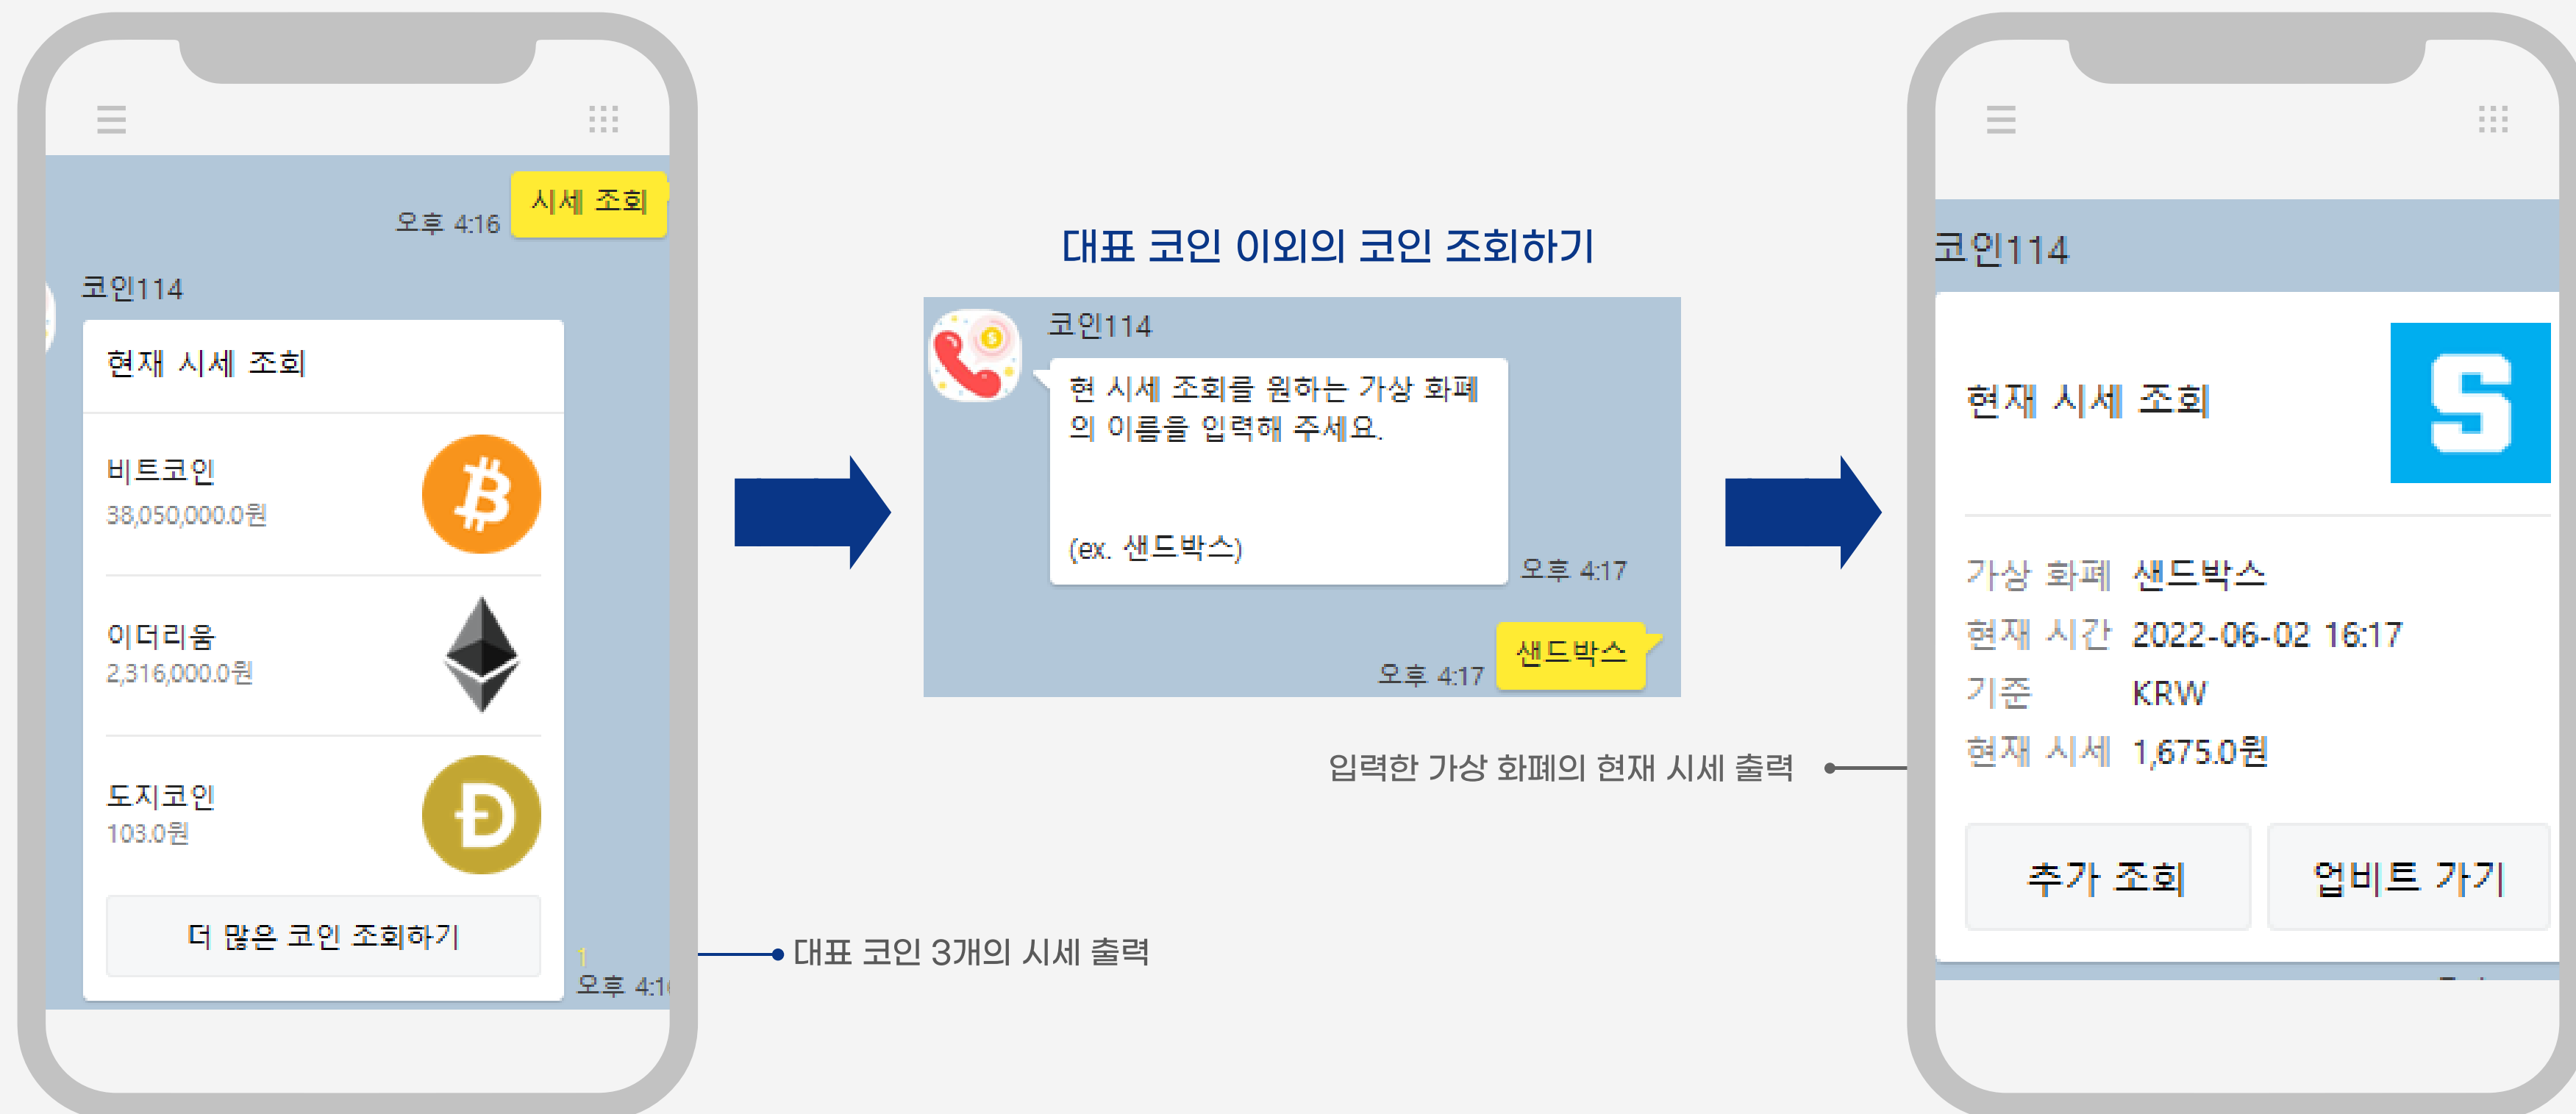 시세 조회
오후 4:16
코인114
현재 시세 조회
비트코인
38,050,000.0원
이더리움
2,316,000.0원
도지코인
103.0원
더 많은 코인 조회하기
1
오후 4:16
대표 코인 3개의 시세 출력
대표 코인 이외의 코인 조회하기
코인114
현 시세 조회를 원하는 가상 화폐
의 이름을 입력해 주세요.
(ex. 샌드박스)
오후 4:17
샌드박스
오후 4:17
입력한 가상 화폐의 현재 시세 출력
코인114
현재 시세 조회
S
가상 화폐 샌드박스
현재 시간 2022-06-02 16:17
기준 KRW
현재 시세 1,675.0원
추가 조회
업비트 가기